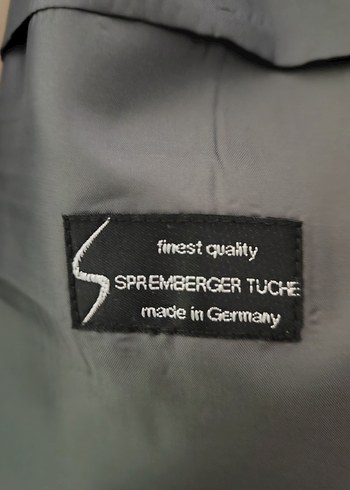 finest quality
SPREMBERGER TUCHE
made in Germany